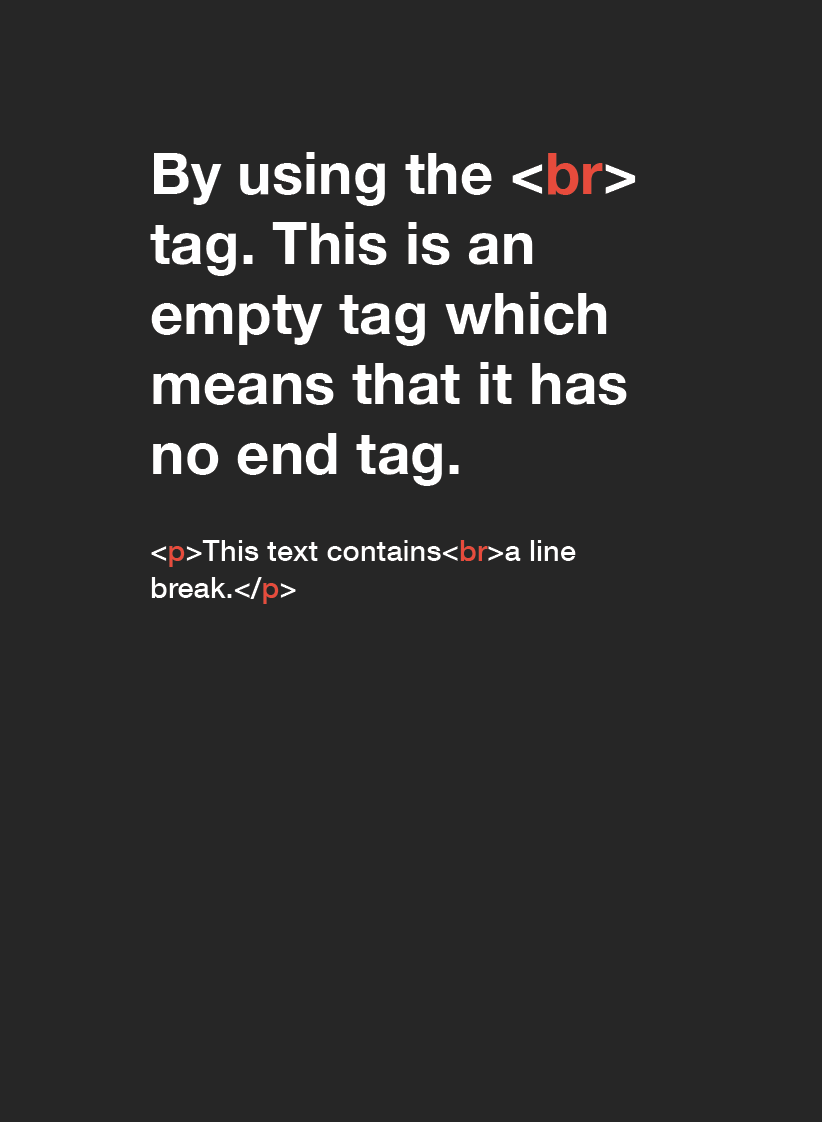 By using the <br>
tag. This is an
empty tag which
means that it has
no end tag.
<p>This text contains<br>a line
break.</p>